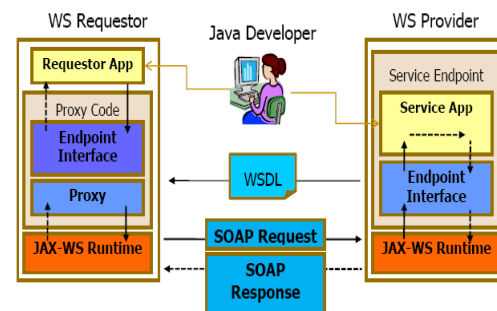 WS Requestor
Java Developer
WS Provider
Requestor App
Proxy Code
Endpoint
Interface
Proxy
JAX-WS Runtime
WSDL
SOAP Request
SOAP
Response
Service Endpoint
Service App
Endpoint
Interface
JAX-WS Runtime